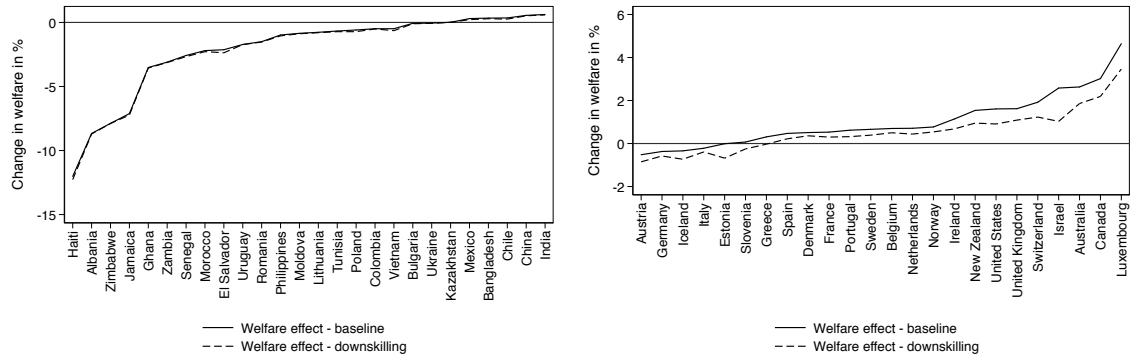 Change in welfare in %
0
-5
-10
-15
Haiti
Albania
Zimbabwe
Jamaica
Ghana
Zambia
Senegal
Morocco
El Salvador
Uruguay
Romania
Philippines
Moldova
Lithuania
Tunisia
Poland
Colombia
Vietnam
Bulgaria
Ukraine
Kazakhstan
Mexico
Bangladesh
Chile
China
India
Welfare effect - baseline
Welfare effect - downskilling
Change in welfare in %
6
4
2
0
-2
Austria
Germany
Iceland
Italy
Estonia
Slovenia
Greece
Spain
Denmark
France
Portugal
Sweden
Belgium
Netherlands
Norway
Ireland
New Zealand
United States
United Kingdom
Switzerland
Israel
Australia
Canada
Luxembourg
Welfare effect - baseline
Welfare effect - downskilling